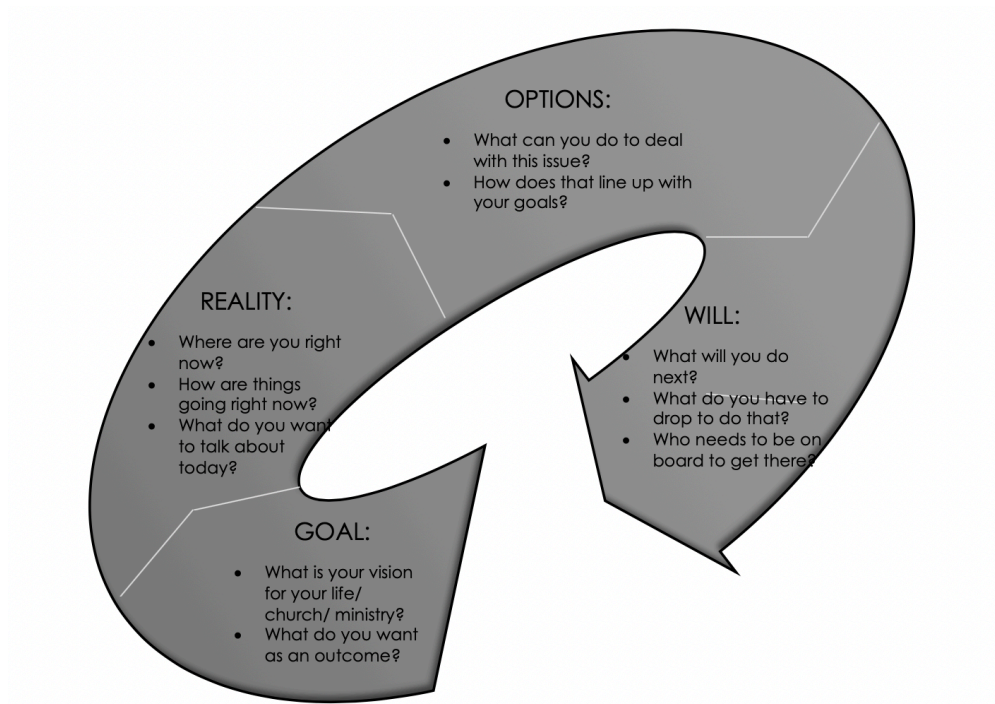 OPTIONS:
• What can you do to deal
with this issue?
• How does that line up with
your goals?
REALITY:
• Where are you right
now?
• How are things
going right now?
• What do you want
to talk about
today?
WILL:
• What will you do
next?
• What do you have to
drop to do that?
• Who needs to be on
board to get there?
GOAL:
• What is your vision
for your life/
church/ ministry?
• What do you want
as an outcome?